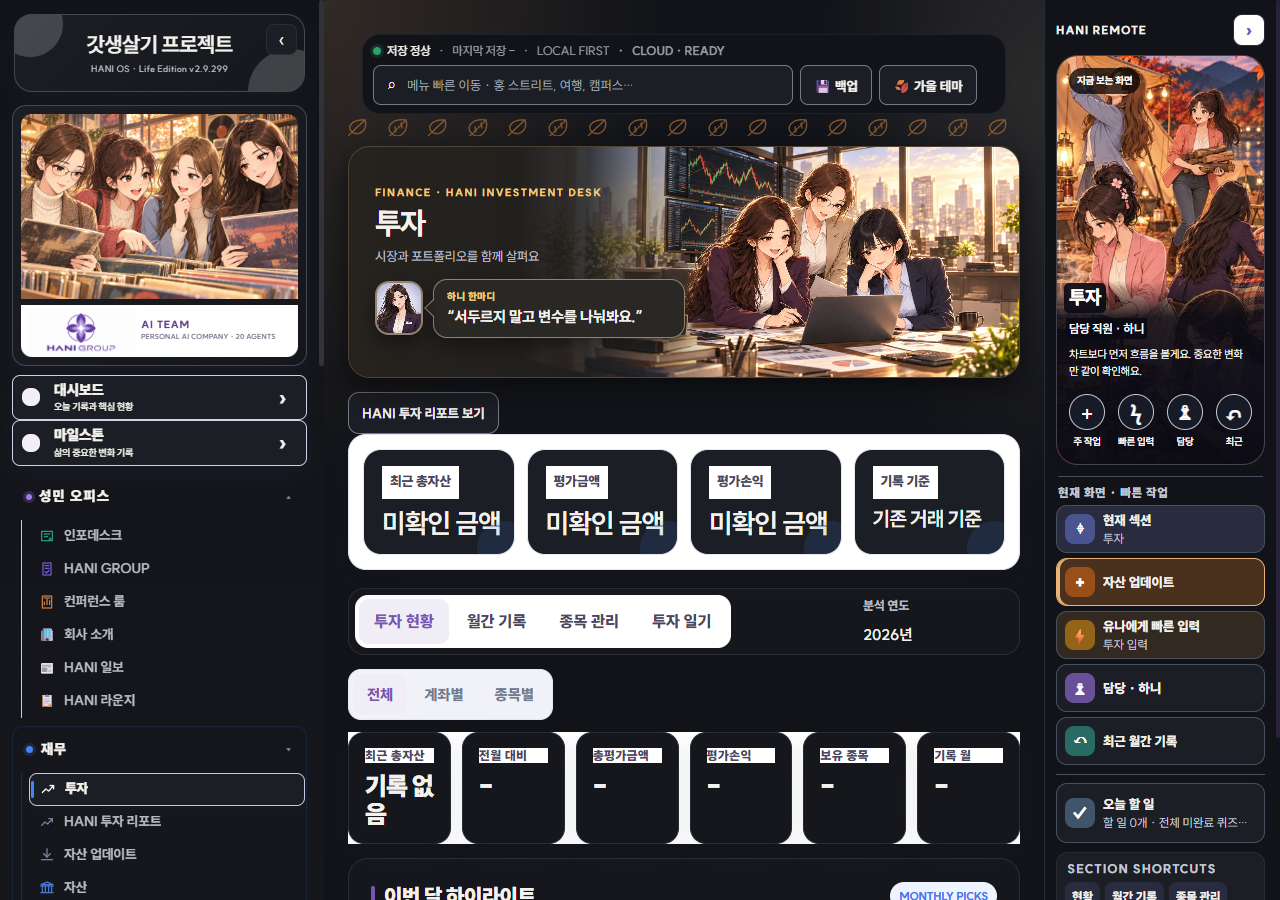 갓생살기 프로젝트
HANI OS · Life Edition v2.9.299
AI TEAM
PERSONAL AI COMPANY · 20 AGENTS
HANI GROUP
대시보드
오늘 기록과 핵심 현황
마일스톤
삶의 중요한 변화 기록
성민 오피스
인포데스크
HANI GROUP
컨퍼런스 룸
회사 소개
HANI 일보
HANI 라운지
재무
투자
HANI 투자 리포트
자산 업데이트
자산
저장 정상 · 마지막 저장 – · LOCAL FIRST · CLOUD · READY
메뉴 빠른 이동 · 홍 스트리트, 여행, 캠퍼스…
백업
가을 테마
FINANCE · HANI INVESTMENT DESK
투자
시장과 포트폴리오를 함께 살펴요
하니 한마디
“서두르지 말고 변수를 나눠봐요.”
HANI 투자 리포트 보기
최근 총자산
미확인 금액
평가금액
미확인 금액
평가손익
미확인 금액
기록 기준
기존 거래 기준
투자 현황
월간 기록
종목 관리
투자 일기
분석 연도
2026년
전체
계좌별
종목별
최근 총자산
기록 없음
전월 대비
–
총평가금액
–
평가손익
–
보유 종목
–
기록 월
–
이번 달 하이라이트
MONTHLY PICKS
HANI REMOTE
지금 보는 화면
투자
담당 직원 · 하니
차트보다 먼저 흐름을 볼게요. 중요한 변화
만 같이 확인해요.
주 작업
빠른 입력
담당
최근
현재 화면 · 빠른 작업
현재 섹션
투자
자산 업데이트
유나에게 빠른 입력
투자 입력
담당 · 하니
최근 월간 기록
오늘 할 일
할 일 0개 · 전체 미완료 퀴즈…
SECTION SHORTCUTS
현황
월간 기록
종목 관리